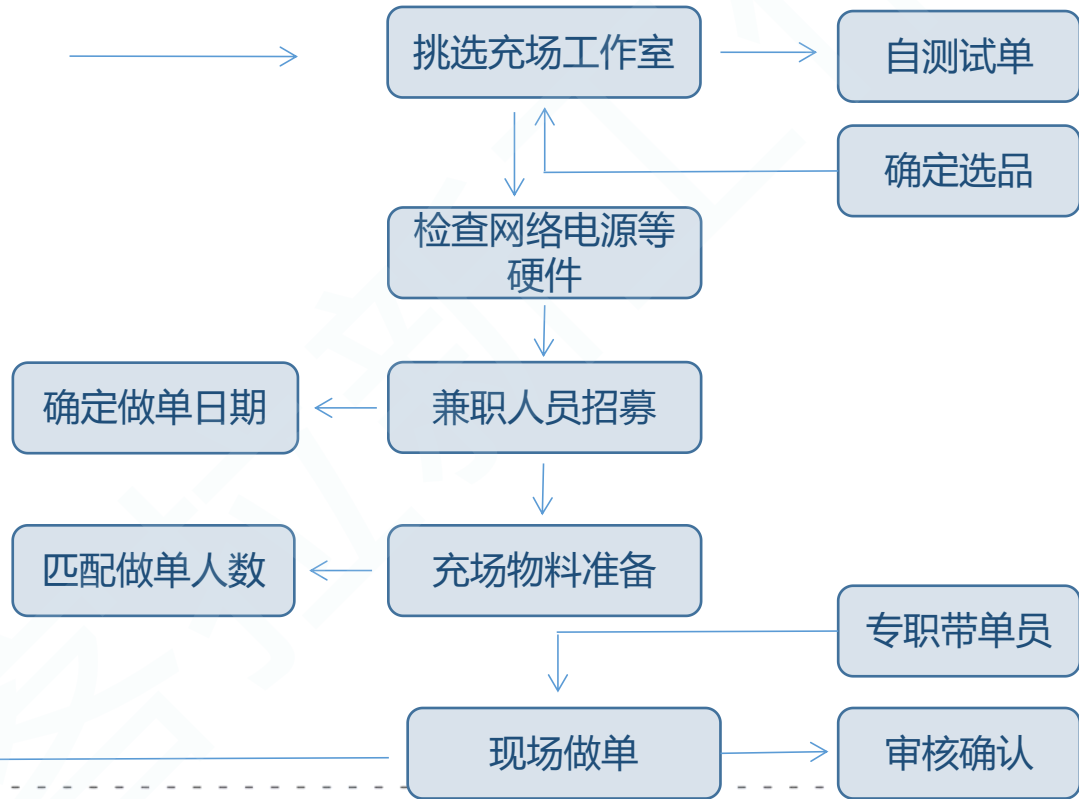 挑选充场工作室
自测试单
确定选品
检查网络电源等
硬件
确定做单日期
兼职人员招募
匹配做单人数
充场物料准备
专职带单员
现场做单
审核确认